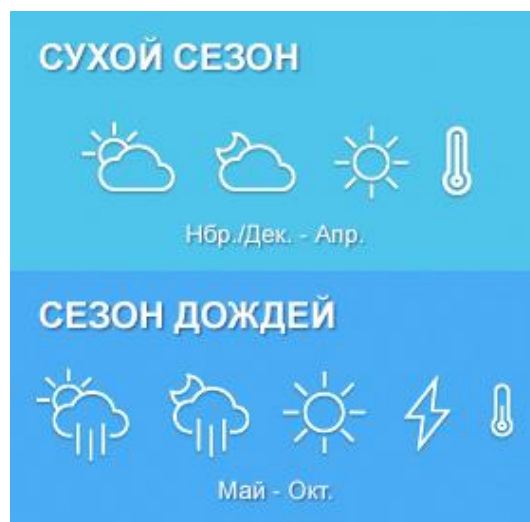 СУХОЙ СЕЗОН
Нбр./Дек. - Апр.
СЕЗОН ДОЖДЕЙ
Май - Окт.